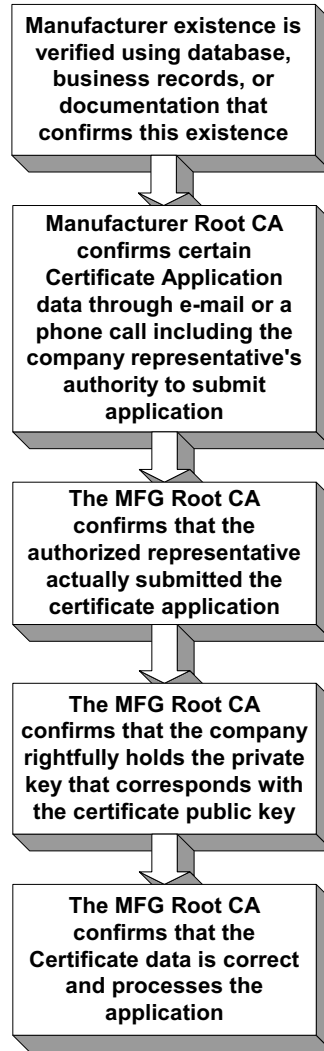 Manufacturer existence is
verified using database,
business records, or
documentation that
confirms this existence
Manufacturer Root CA
confirms certain
Certificate Application
data through e-mail or a
phone call including the
company representative's
authority to submit
application
The MFG Root CA
confirms that the
authorized representative
actually submitted the
certificate application
The MFG Root CA
confirms that the company
rightfully holds the private
key that corresponds with
the certificate public key
The MFG Root CA
confirms that the
Certificate data is correct
and processes the
application